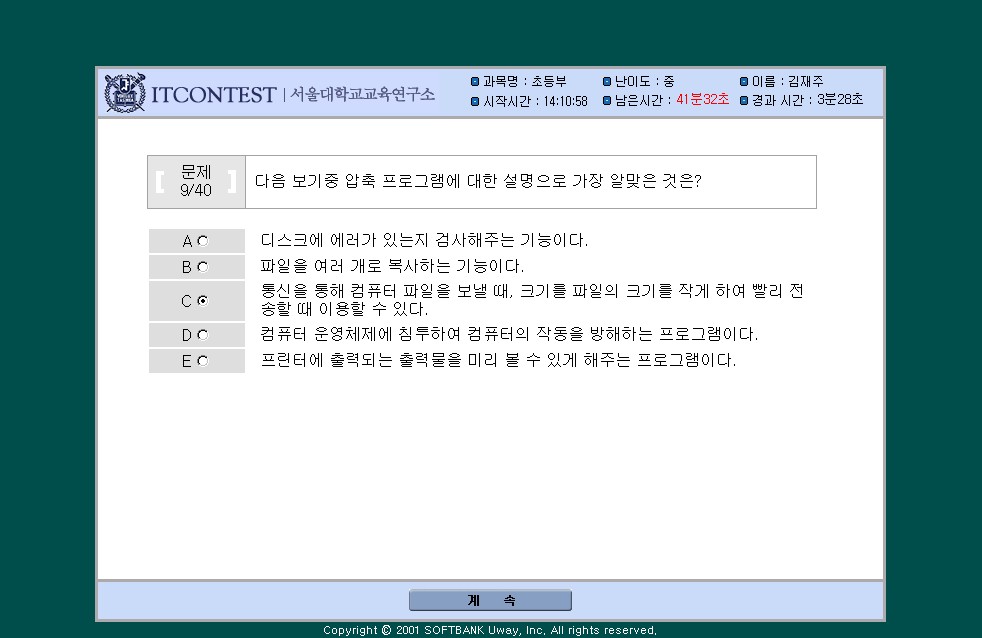 ITCONTEST | 서울대학교교육연구소
과목명 : 초등부 난이도 : 중 이름 : 김재주
시작시간 : 14:10:58 남은시간 : 41분32초 경과 시간 : 3분28초
[ 문제 9/40 ] 다음 보기중 압축 프로그램에 대한 설명으로 가장 알맞은 것은?
A 디스크에 에러가 있는지 검사해주는 기능이다.
B 파일을 여러 개로 복사하는 기능이다.
C 통신을 통해 컴퓨터 파일을 보낼 때, 크기를 파일의 크기를 작게 하여 빨리 전
송할 때 이용할 수 있다.
D 컴퓨터 운영체제에 침투하여 컴퓨터의 작동을 방해하는 프로그램이다.
E 프린터에 출력되는 출력물을 미리 볼 수 있게 해주는 프로그램이다.
계 속
Copyright © 2001 SOFTBANK Uway, Inc, All rights reserved,